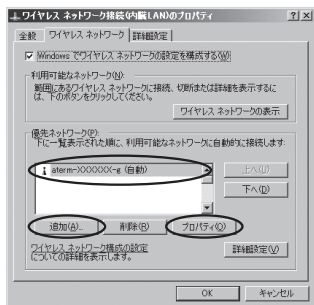 ワイヤレス ネットワーク接続(内蔵LAN)のプロパティ
全般 ワイヤレス ネットワーク 詳細設定
Windows でワイヤレス ネットワークの設定を構成する(W)
利用可能なネットワーク(N):
範囲にあるワイヤレス ネットワークに接続、切断または詳細を表示するに
は、下のボタンをクリックしてください。
ワイヤレス ネットワークの表示
優先ネットワーク(P):
下に一覧表示された順に、利用可能なネットワークに自動的に接続します:
aterm-XXXXXX-g (自動)
上へ(U)
下へ(D)
追加(A)... 削除(R) プロパティ(O)
ワイヤレス ネットワーク構成の設定
についての詳細を表示します。
詳細設定(V)
OK キャンセル